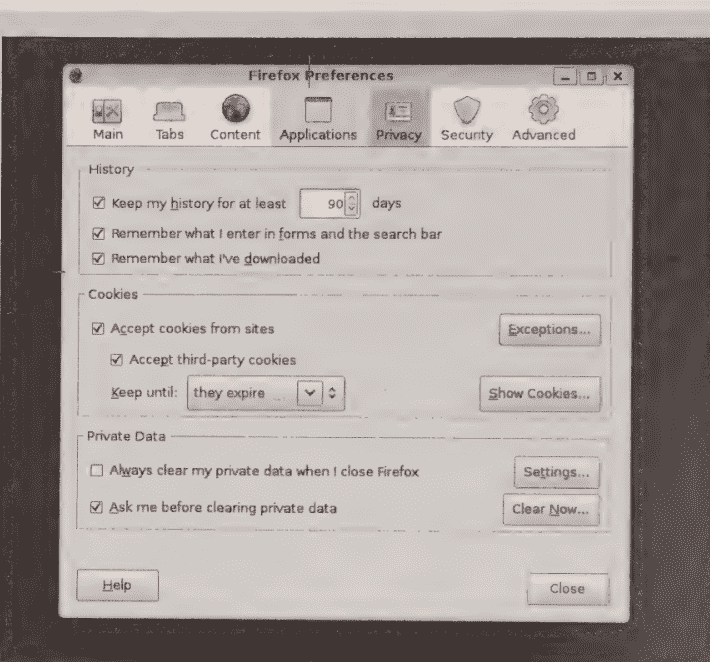 Firefox Preferences
Main Tabs Content Applications Privacy Security Advanced
History
Keep my history for at least 90 days
Remember what I enter in forms and the search bar
Remember what I've downloaded
Cookies
Accept cookies from sites Exceptions...
Accept third-party cookies
Keep until: they expire Show Cookies...
Private Data
Always clear my private data when I close Firefox Settings...
Ask me before clearing private data Clear Now...
Help Close